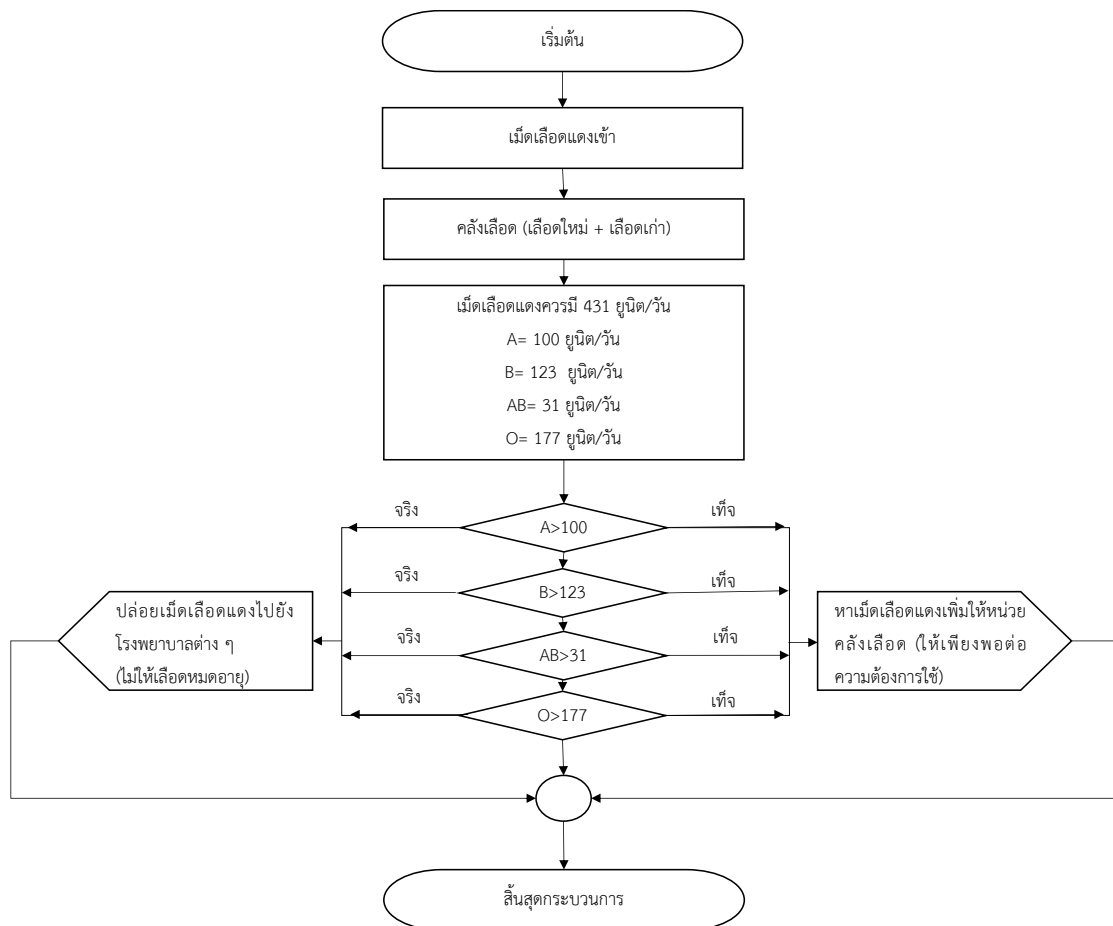 เริ่มต้น
เม็ดเลือดแดงเข้า
คลังเลือด (เลือดใหม่ + เลือดเก่า)
เม็ดเลือดแดงควรมี 431 ยูนิต/วัน
A= 100 ยูนิต/วัน
B= 123 ยูนิต/วัน
AB= 31 ยูนิต/วัน
O= 177 ยูนิต/วัน
จริง
A>100
เท็จ
จริง
B>123
เท็จ
จริง
AB>31
เท็จ
จริง
O>177
เท็จ
ปล่อยเม็ดเลือดแดงไปยัง
โรงพยาบาลต่าง ๆ
(ไม่ให้เลือดหมดอายุ)
หาเม็ดเลือดแดงเพิ่มให้หน่วย
คลังเลือด (ให้เพียงพอต่อ
ความต้องการใช้)
สิ้นสุดกระบวนการ